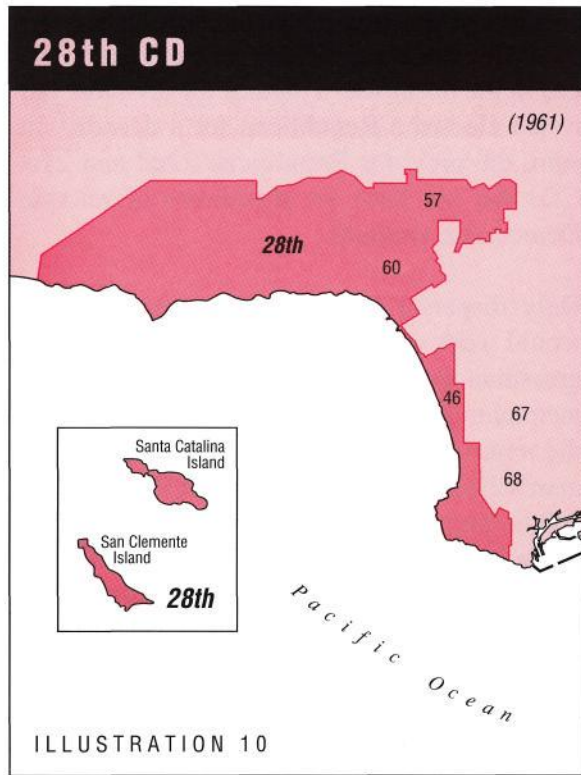 28th CD
(1961)
57
28th
60
46
67
68
Santa Catalina
Island
San Clemente
Island
28th
Pacific Ocean
ILLUSTRATION 10